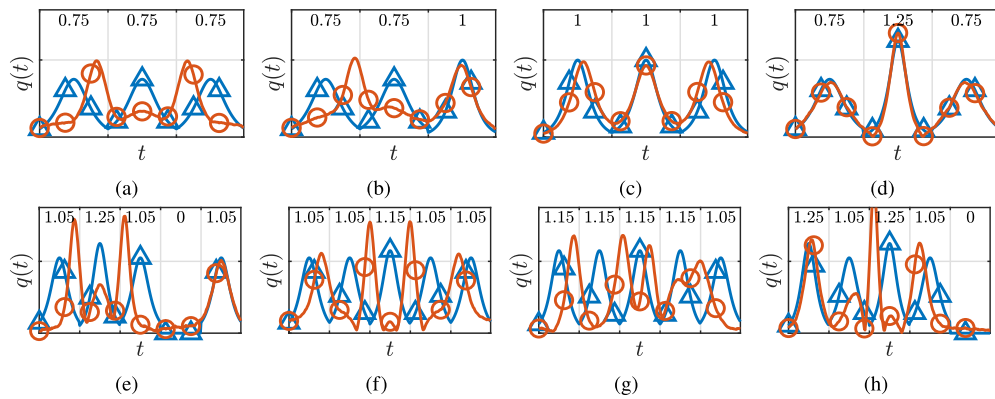 0.75 0.75 0.75
q(t)
t
(a)
0.75 0.75 1
q(t)
t
(b)
1 1 1
q(t)
t
(c)
0.75 1.25 0.75
q(t)
t
(d)
1.05 1.25 1.05 0 1.05
q(t)
t
(e)
1.05 1.05 1.15 1.05 1.05
q(t)
t
(f)
1.15 1.15 1.15 1.15 1.05
q(t)
t
(g)
1.25 1.05 1.25 1.05 0
q(t)
t
(h)